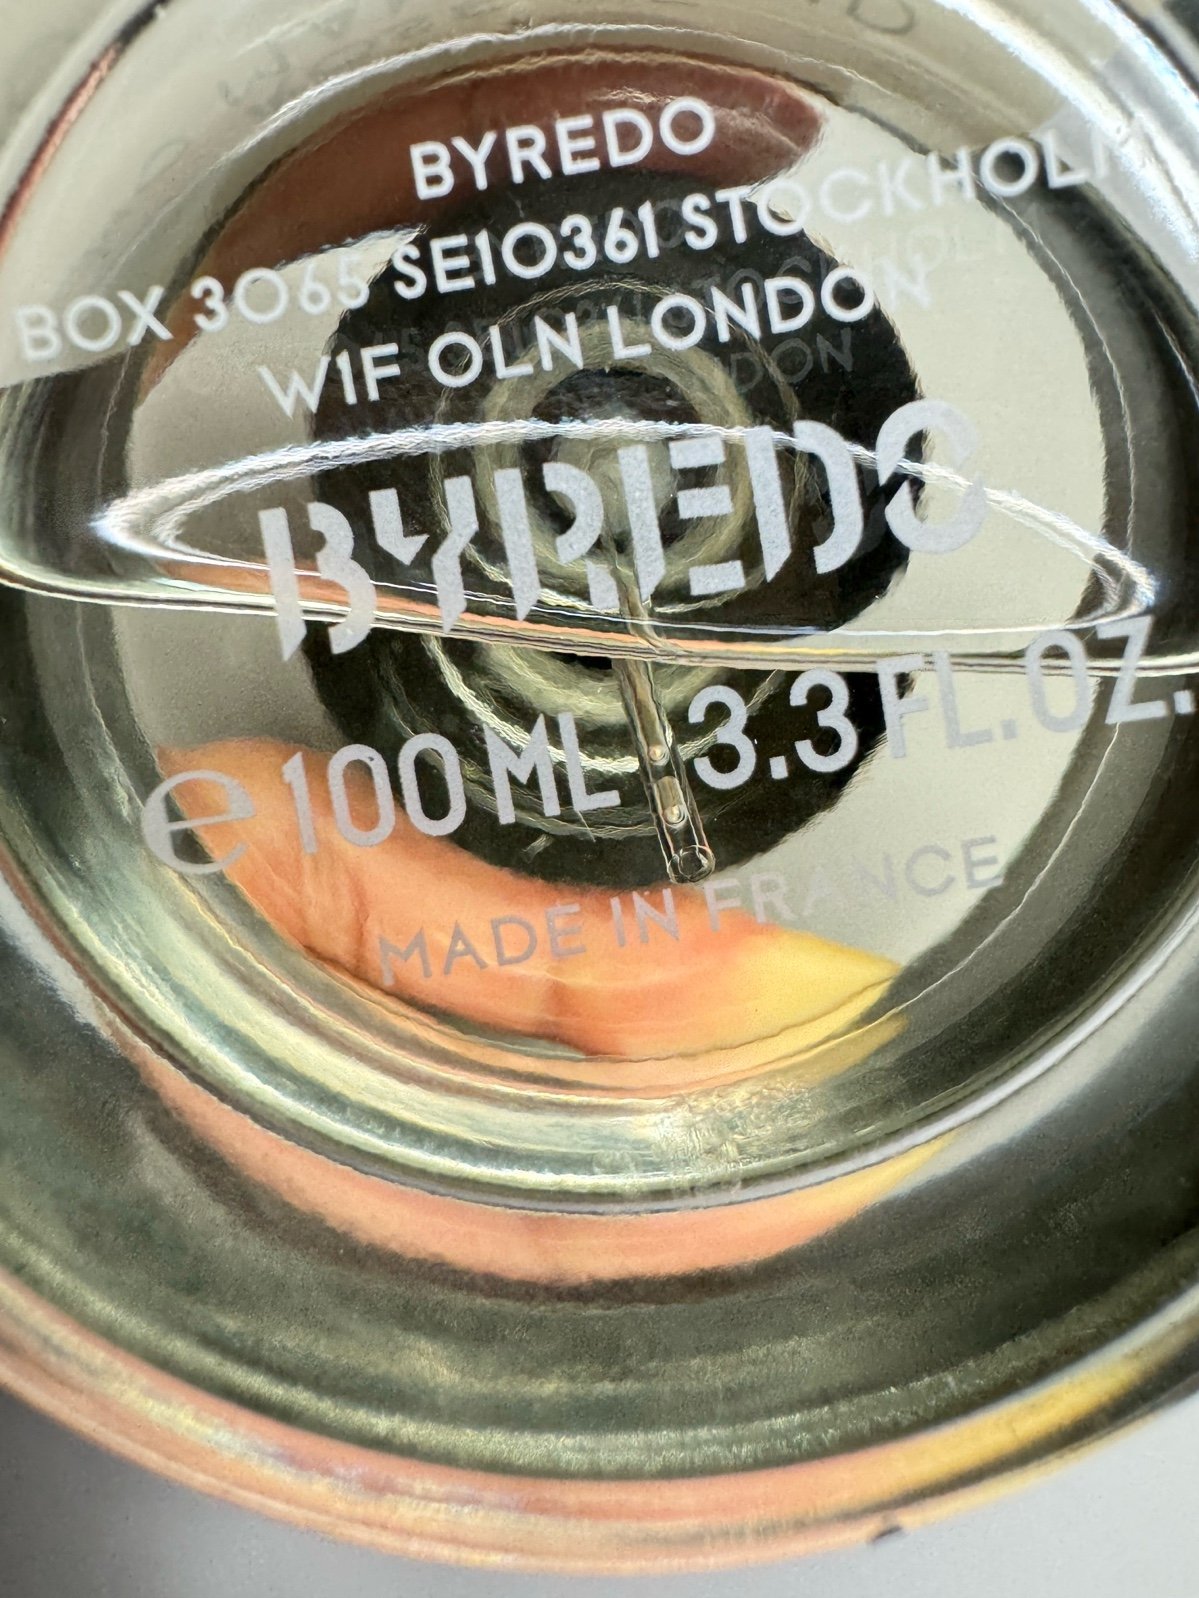 BYREDO
BOX 3065 SE10361 STOCKHOLM
W1F 0LN LONDON
BYREDO
e 100 ML 3.3 FL.OZ.
MADE IN FRANCE